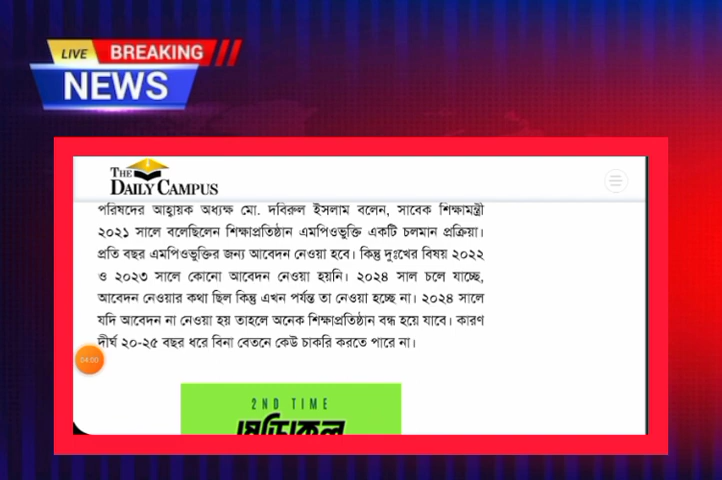 LIVE BREAKING
NEWS
THE
DAILY CAMPUS
পরিষদের আহ্বায়ক অধ্যক্ষ মো. দবিরুল ইসলাম বলেন, সাবেক শিক্ষামন্ত্রী
২০২১ সালে বলেছিলেন শিক্ষাপ্রতিষ্ঠান এমপিওভুক্তি একটি চলমান প্রক্রিয়া।
প্রতি বছর এমপিওভুক্তির জন্য আবেদন নেওয়া হবে। কিন্তু দুঃখের বিষয় ২০২২
ও ২০২৩ সালে কোনো আবেদন নেওয়া হয়নি। ২০২৪ সাল চলে যাচ্ছে,
আবেদন নেওয়ার কথা ছিল কিন্তু এখন পর্যন্ত তা নেওয়া হচ্ছে না। ২০২৪ সালে
যদি আবেদন না নেওয়া হয় তাহলে অনেক শিক্ষাপ্রতিষ্ঠান বন্ধ হয়ে যাবে। কারণ
দীর্ঘ ২০-২৫ বছর ধরে বিনা বেতনে কেউ চাকরি করতে পারে না।
04:00
2ND TIME
মেডিকেল